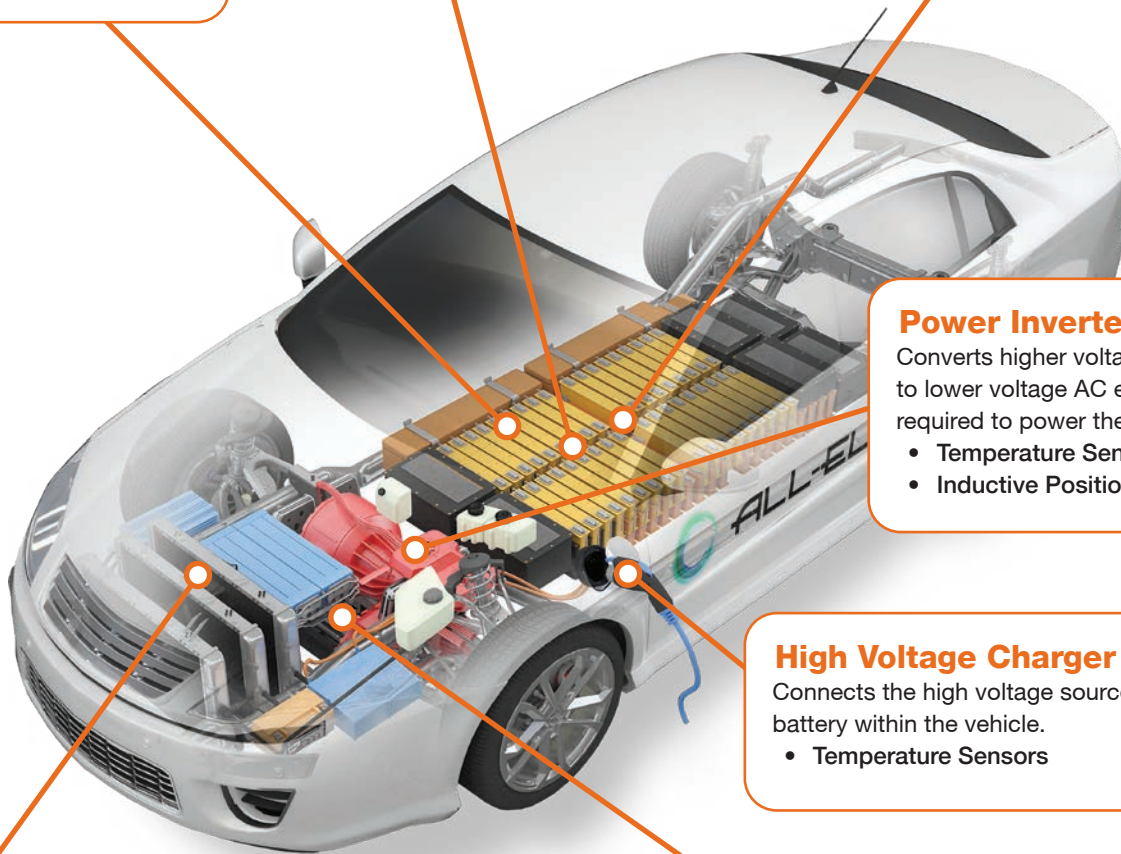 Power Inverte
Converts higher volta
to lower voltage AC e
required to power the
• Temperature Sen
• Inductive Positio
ALL-EL
High Voltage Charger
Connects the high voltage source
battery within the vehicle.
• Temperature Sensors